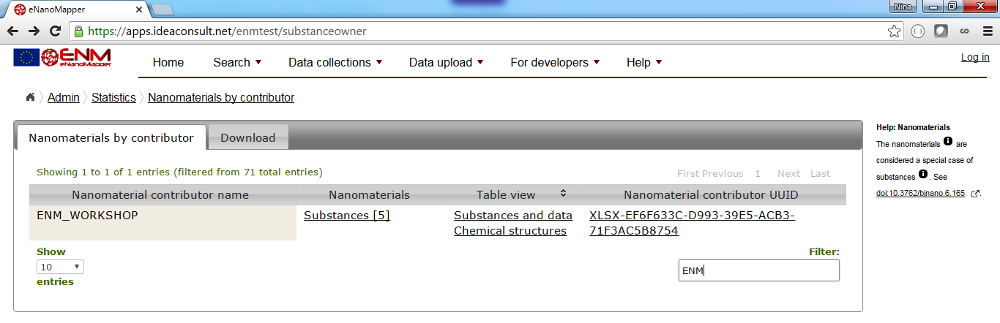 eNanoMapper
Nina
https://apps.ideaconsult.net/enmtest/substanceowner
ENM
eNanoMapper
Home Search Data collections Data upload For developers Help
Log in
Admin Statistics Nanomaterials by contributor
Nanomaterials by contributor Download
Showing 1 to 1 of 1 entries (filtered from 71 total entries)
First Previous 1 Next Last
Nanomaterial contributor name Nanomaterials Table view Nanomaterial contributor UUID
ENM_WORKSHOP Substances [5] Substances and data XLSX-EF6F633C-D993-39E5-ACB3-
Chemical structures 71F3AC5B8754
Show Filter:
10 ENM
entries
Help: Nanomaterials
The nanomaterials i are
considered a special case of
substances i . See
doi:10.3762/bjnano.6.165 .